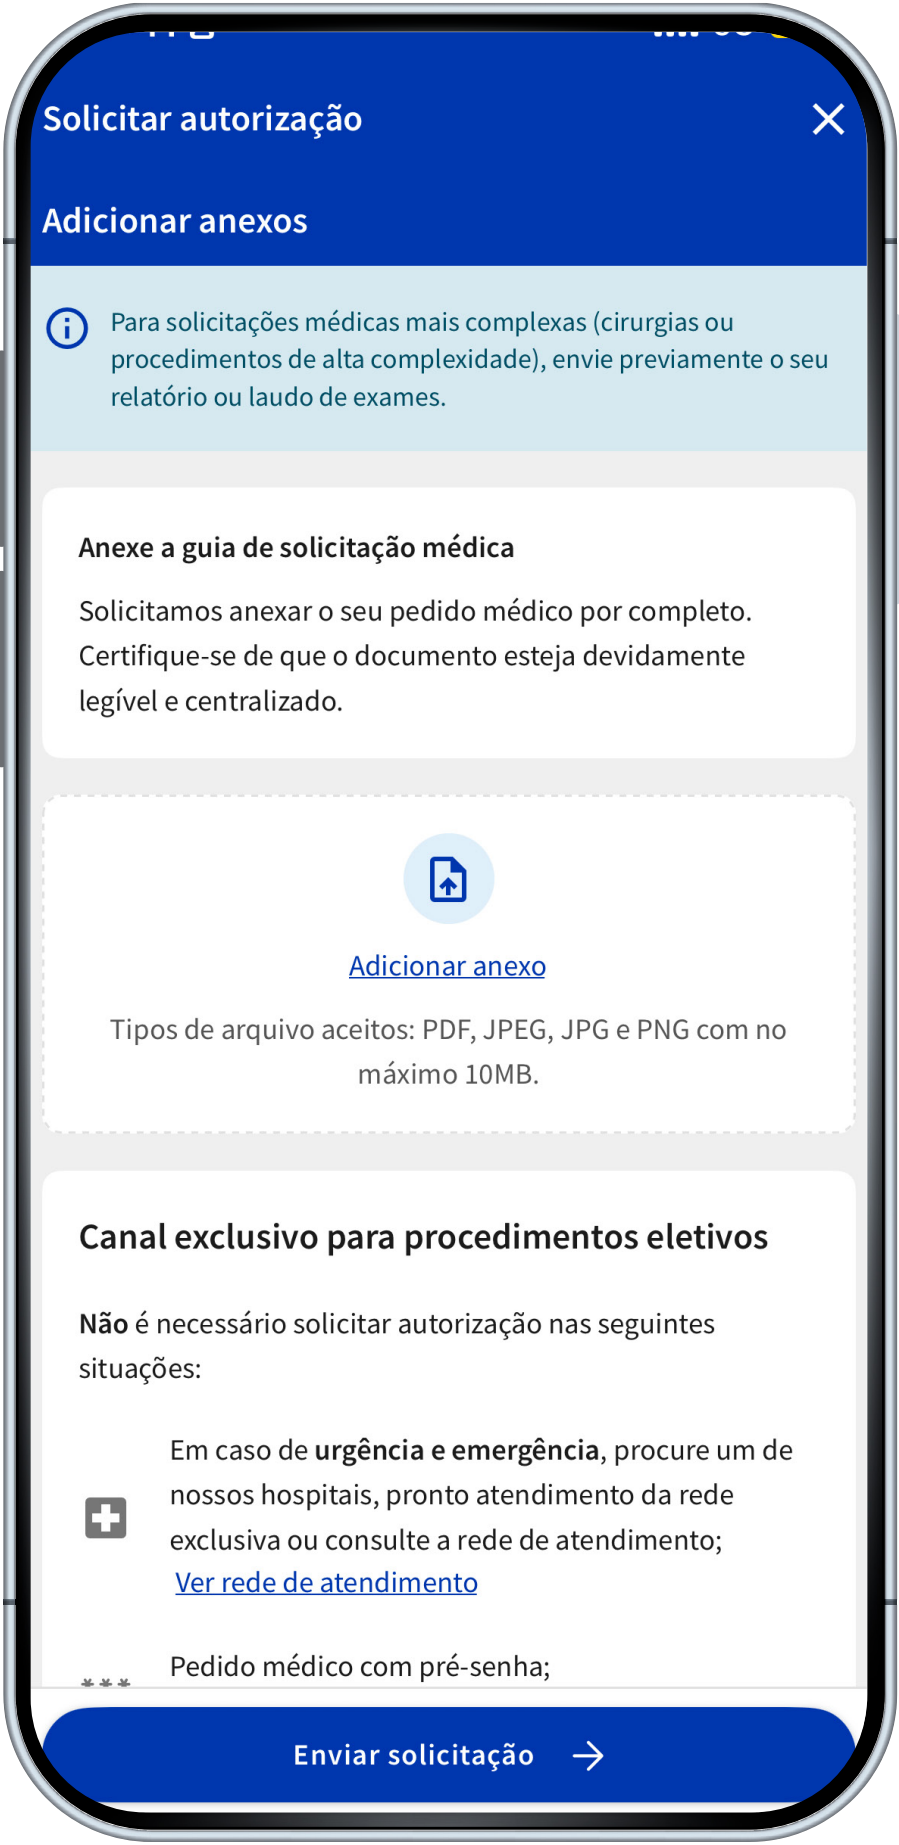 Solicitar autorização
Adicionar anexos
Para solicitações médicas mais complexas (cirurgias ou
procedimentos de alta complexidade), envie previamente o seu
relatório ou laudo de exames.
Anexe a guia de solicitação médica
Solicitamos anexar o seu pedido médico por completo.
Certifique-se de que o documento esteja devidamente
legível e centralizado.
Adicionar anexo
Tipos de arquivo aceitos: PDF, JPEG, JPG e PNG com no
máximo 10MB.
Canal exclusivo para procedimentos eletivos
Não é necessário solicitar autorização nas seguintes
situações:
Em caso de urgência e emergência, procure um de
nossos hospitais, pronto atendimento da rede
exclusiva ou consulte a rede de atendimento;
Ver rede de atendimento
Pedido médico com pré-senha;
Enviar solicitação